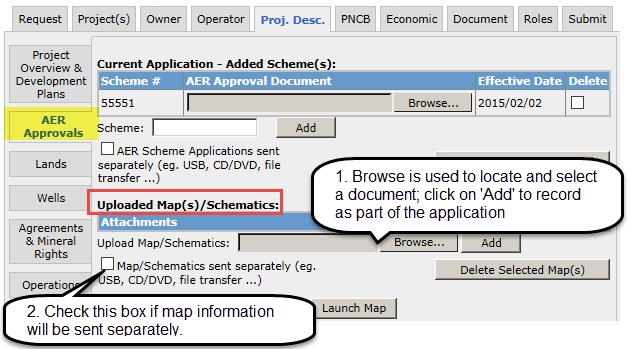 Request Project(s) Owner Operator Proj. Desc. PNCB Economic Document Roles Submit
Project
Overview &
Development
Plans
AER
Approvals
Lands
Wells
Agreements
& Mineral
Rights
Operations
Current Application - Added Scheme(s):
Scheme # AER Approval Document Effective Date Delete
55551 Browse... 2015/02/02
Scheme: Add
AER Scheme Applications sent
separately (eg. USB, CD/DVD, file
transfer ...)
1. Browse is used to locate and select
a document; click on 'Add' to record
as part of the application
Uploaded Map(s)/Schematics:
Attachments
Upload Map/Schematics: Browse... Add
Map/Schematics sent separately (eg.
USB, CD/DVD, file transfer ...)
Delete Selected Map(s)
Launch Map
2. Check this box if map information
will be sent separately.